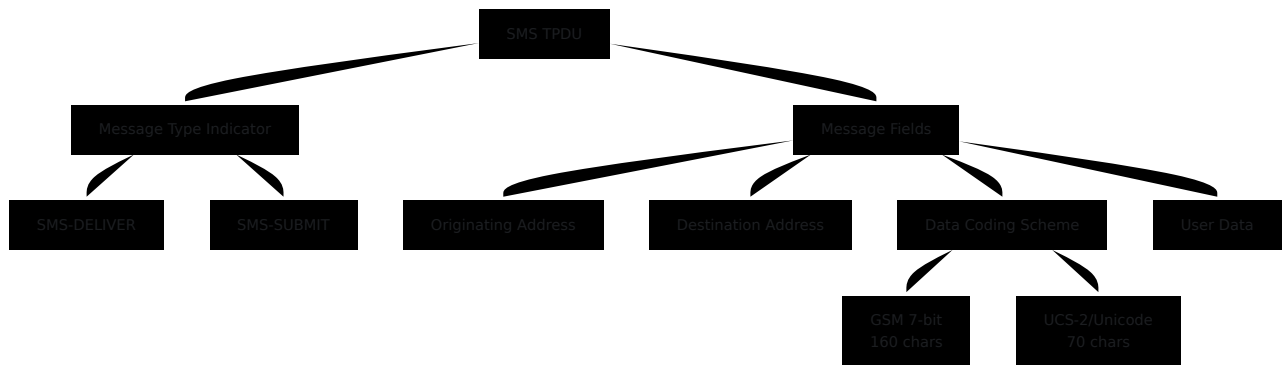 SMS TPDU
Message Type Indicator
Message Fields
SMS-DELIVER
SMS-SUBMIT
Originating Address
Destination Address
Data Coding Scheme
User Data
GSM 7-bit
160 chars
UCS-2/Unicode
70 chars